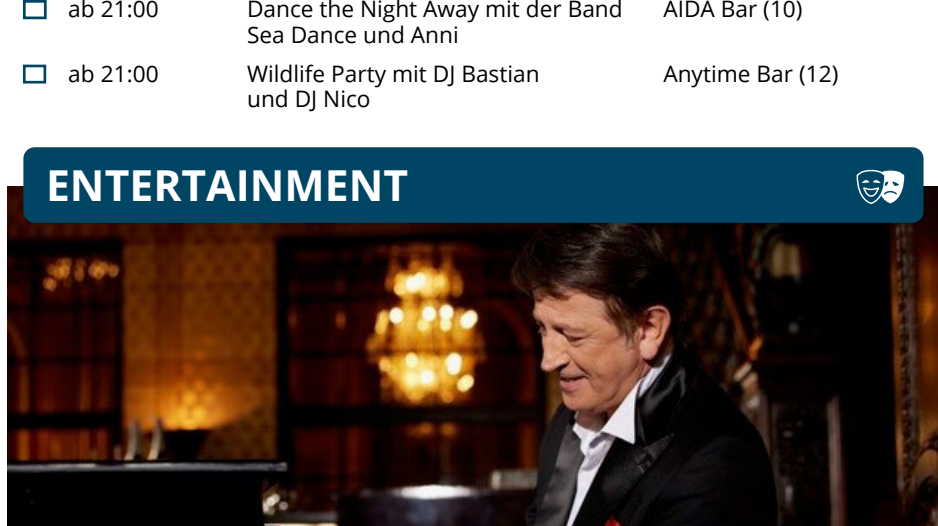 ab 21:00 Dance the Night Away mit der Band AIDA Bar (10)
Sea Dance und Anni
ab 21:00 Wildlife Party mit DJ Bastian Anytime Bar (12)
und DJ Nico
ENTERTAINMENT